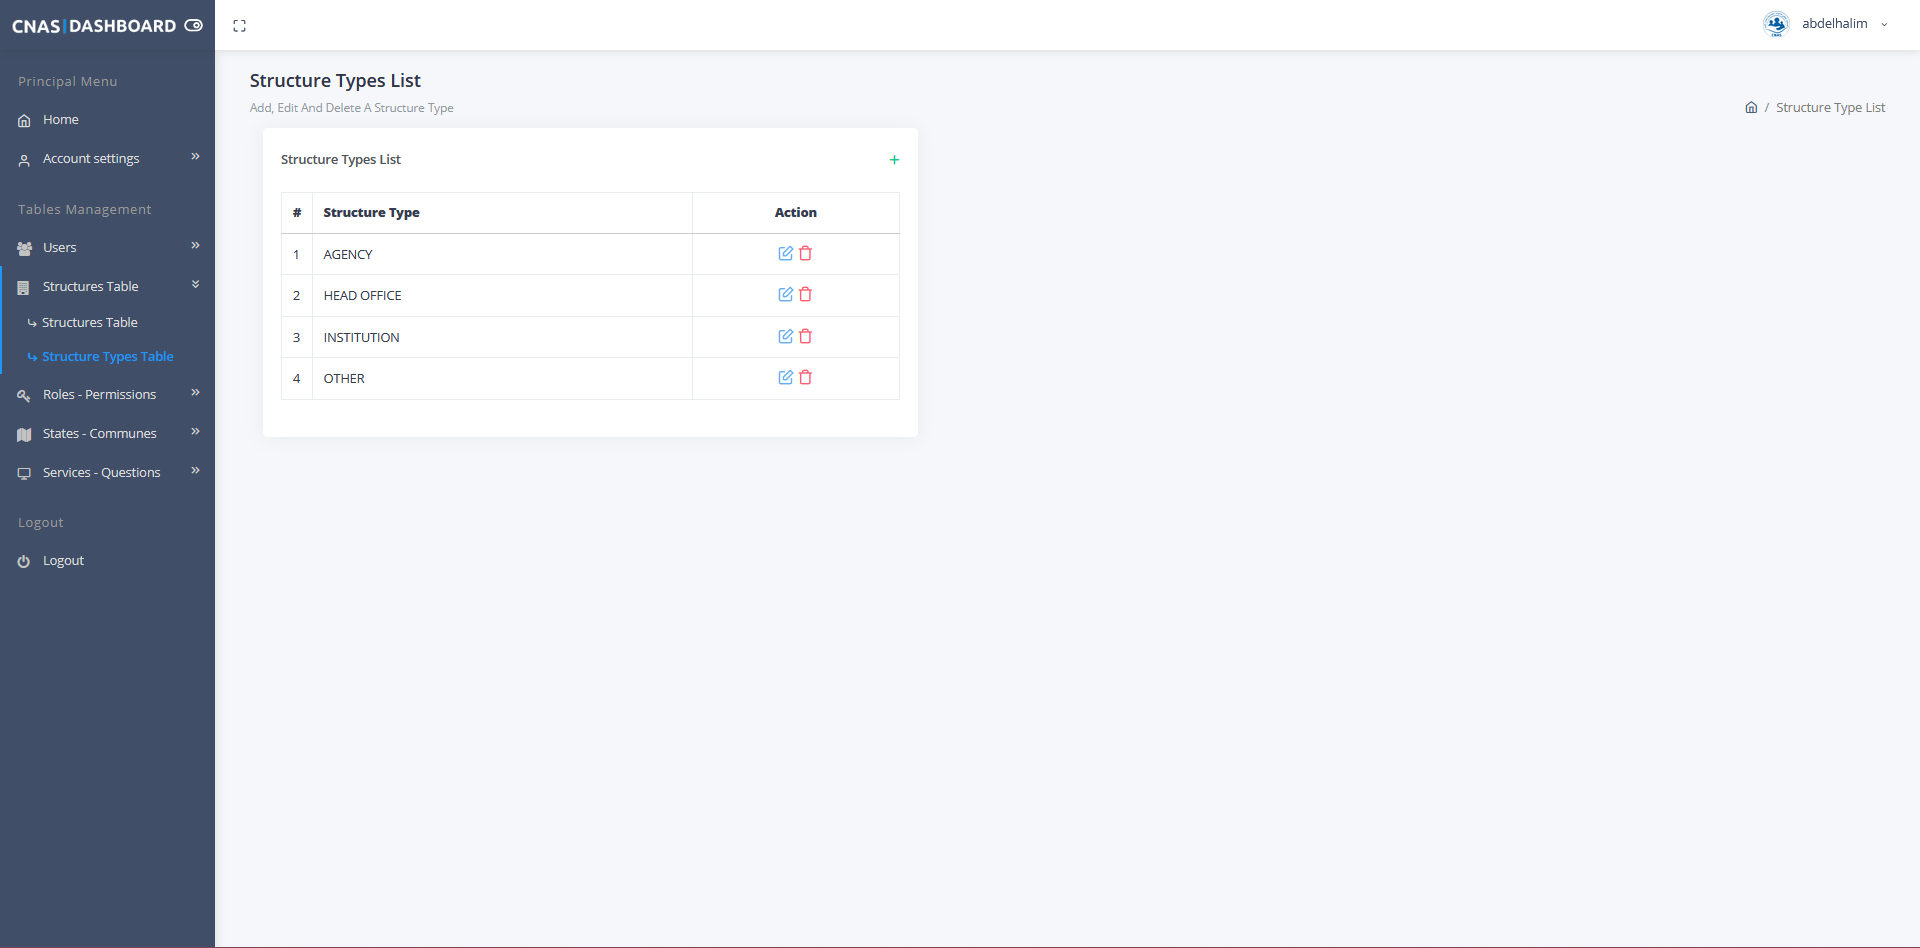 CNAS|DASHBOARD
abdelhalim
Principal Menu
Home
Account settings
Tables Management
Users
Structures Table
Structures Table
Structure Types Table
Roles - Permissions
States - Communes
Services - Questions
Logout
Logout
Structure Types List
Add, Edit And Delete A Structure Type
/ Structure Type List
Structure Types List
# Structure Type Action
1 AGENCY
2 HEAD OFFICE
3 INSTITUTION
4 OTHER